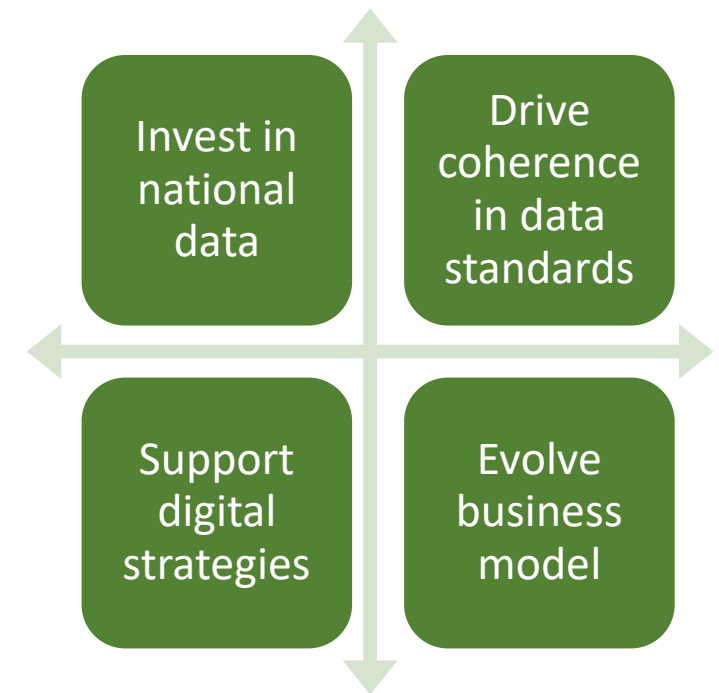 Invest in
national
data
Drive
coherence
in data
standards
Support
digital
strategies
Evolve
business
model